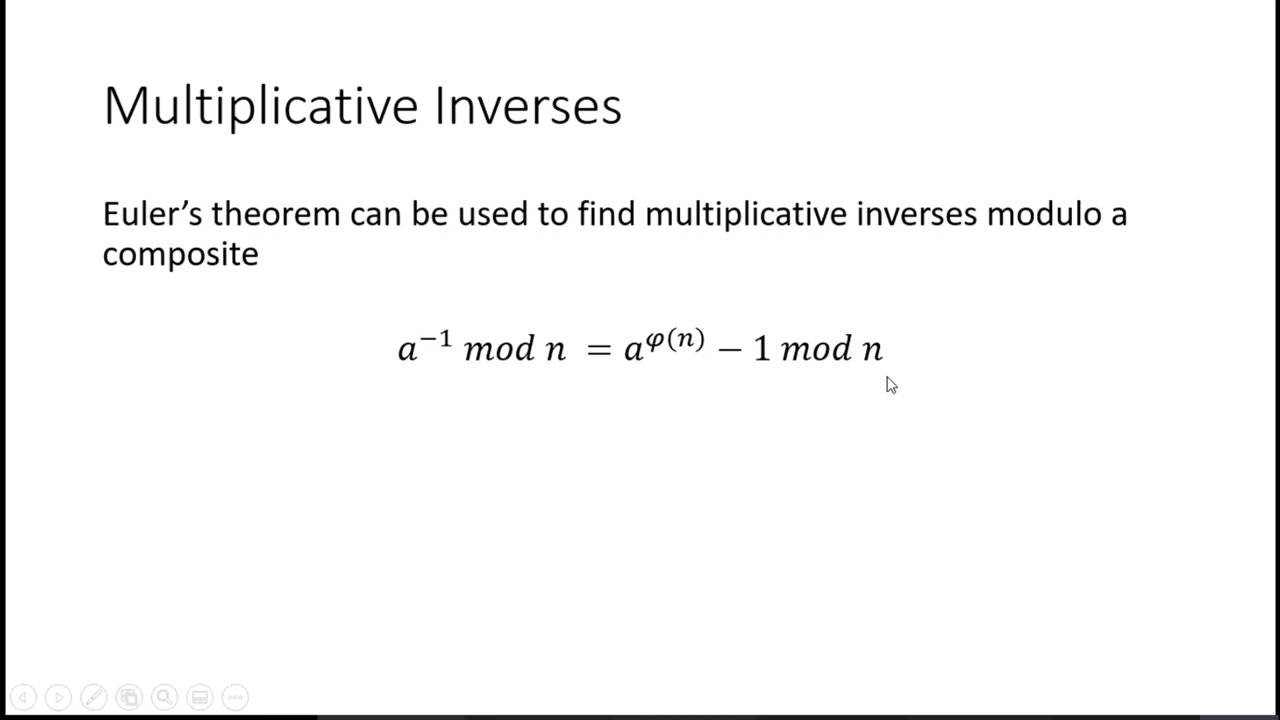 Multiplicative Inverses
Euler’s theorem can be used to find multiplicative inverses modulo a
composite
𝑎⁻¹ 𝑚𝑜𝑑 𝑛 = 𝑎^𝜑(𝑛) − 1 𝑚𝑜𝑑 𝑛